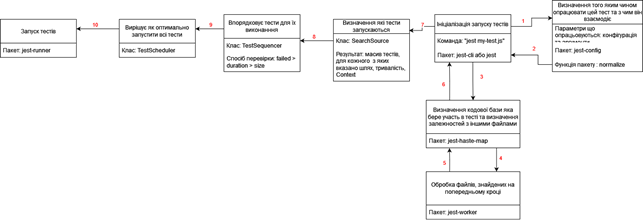 Запуск тестів
Пакет: jest-runner
10
Вирішує як оптимально
запустити всі тести
Клас: TestScheduler
9
Впорядковує тести для їх
виконанння
Клас: TestSequencer
Спосіб перевірки: failed >
duration > size
8
Визначення які тести
запускаються
Клас: SearchSource
Результат: масив тестів,
для кожного з яких
вказано шлях, тривалість,
Context
7
Ініціалізація запуску тестів
Команда: "jest my-test.js"
Пакет: jest-cli або jest
1
2
Визначення того яким чином
опрацювати цей тест та з чим він
взаємодіє
Параметри що
опрацьовуються: конфігурація
Пакет: jest-config
Функція пакету : normalize
6
3
Визначення кодової бази яка
бере участь в тесті та визначення
залежностей з іншими файлами
Пакет: jest-haste-map
5
4
Обробка файлів, знайдених на
попередньому кроці
Пакет: jest-worker